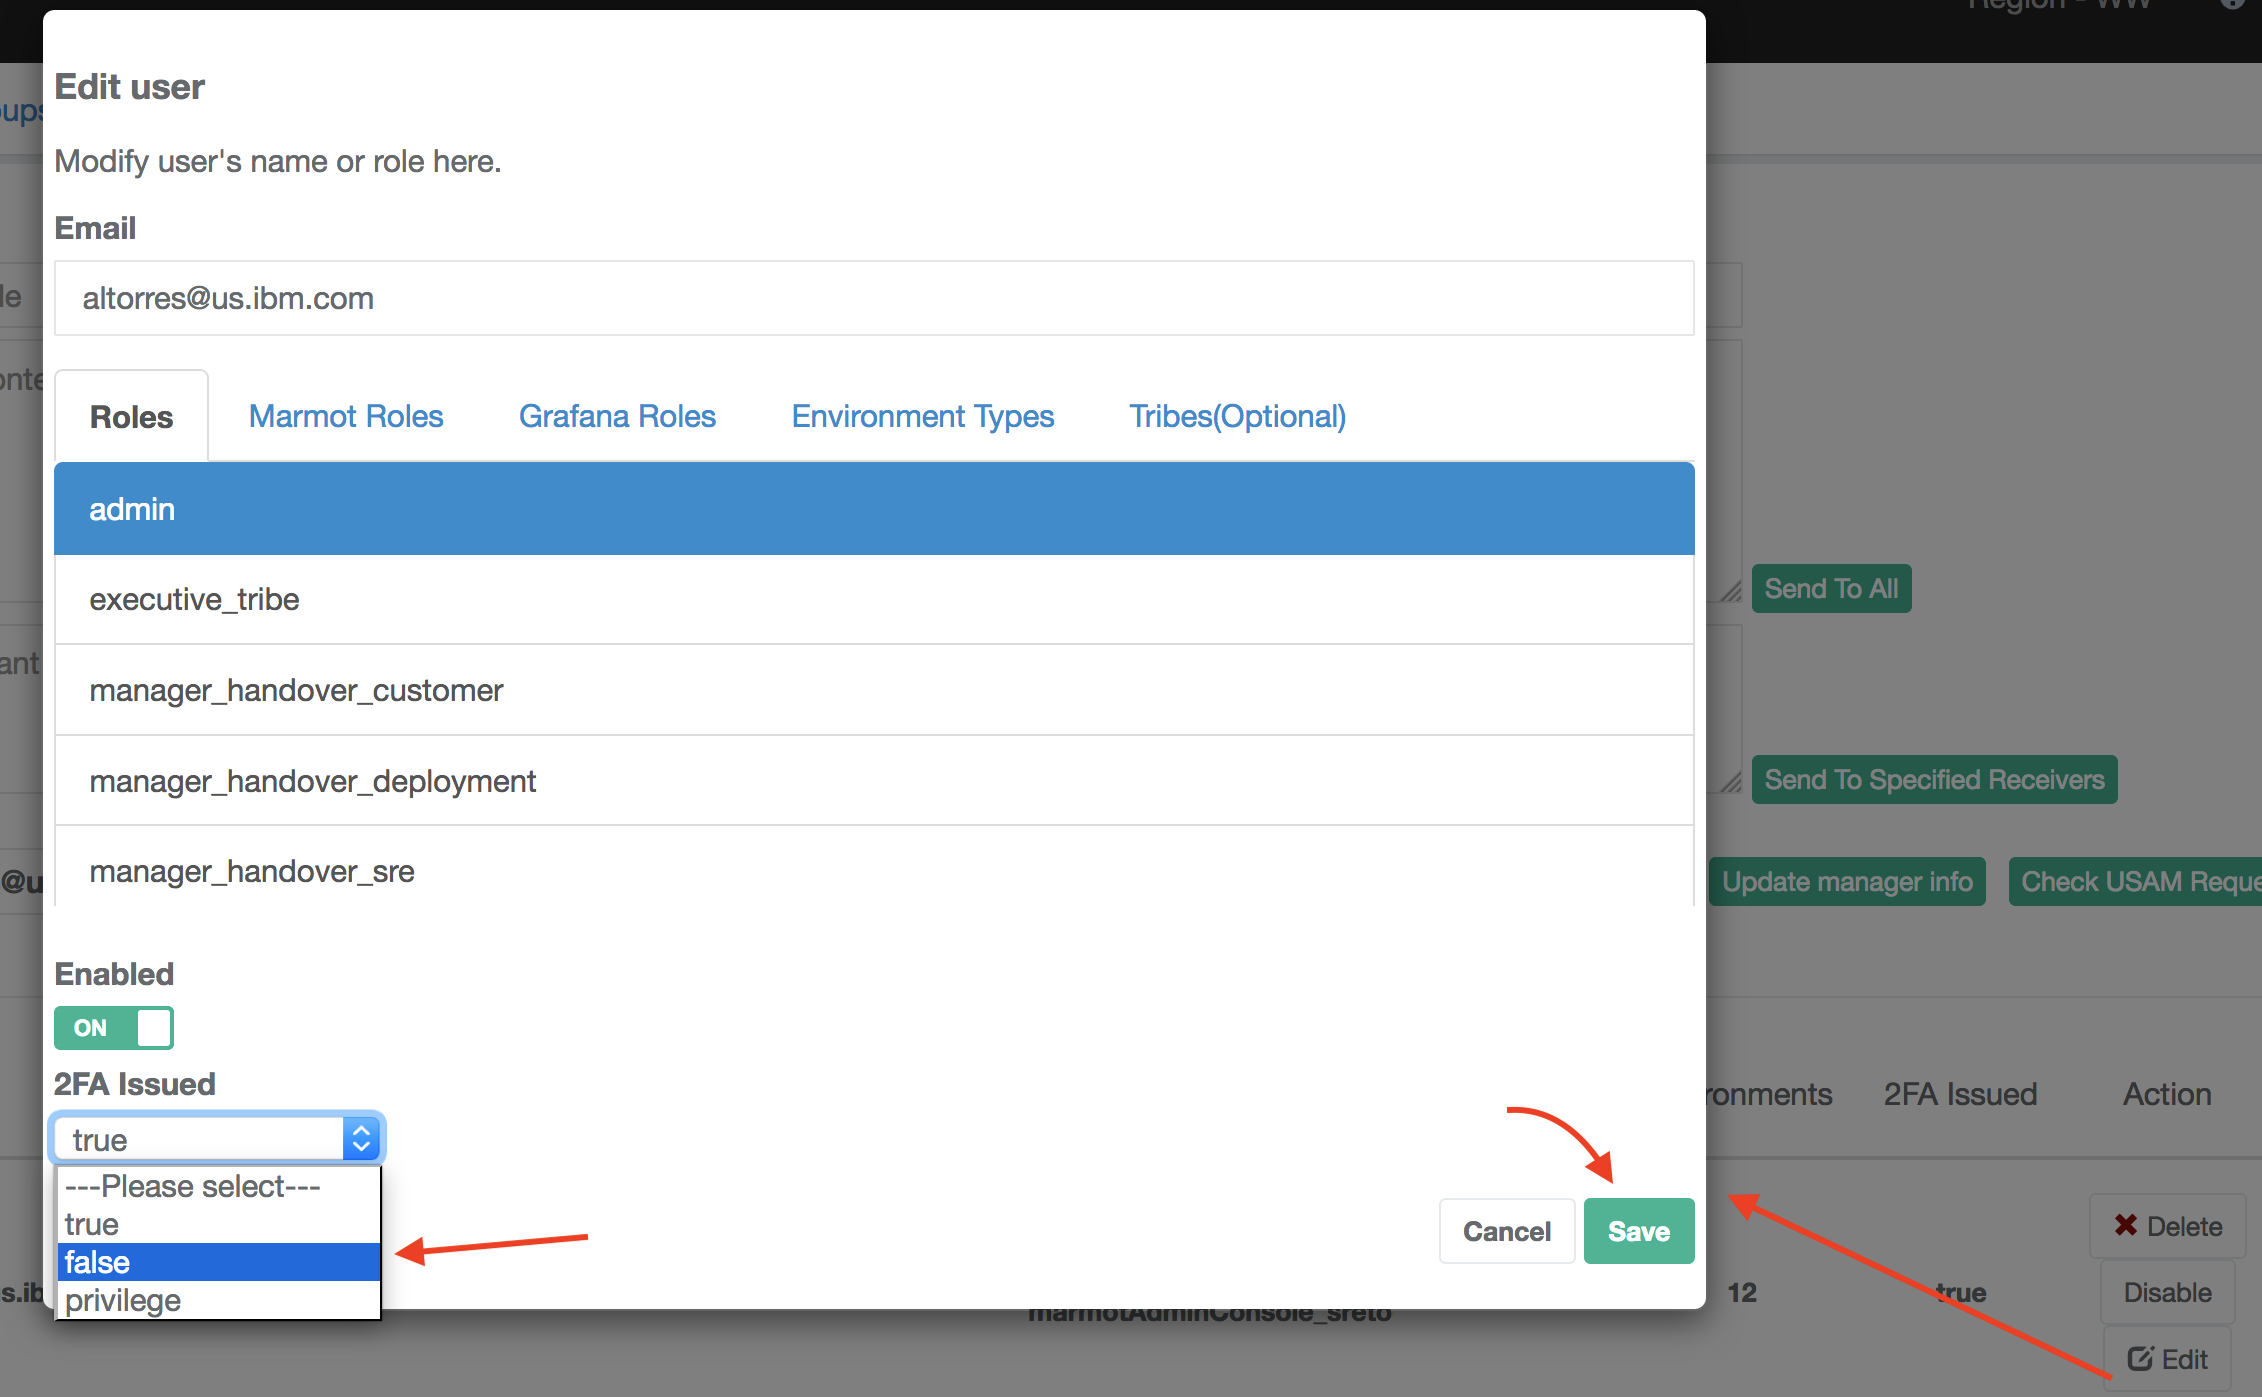 Region - WW
Edit user
Modify user's name or role here.
Email
altorres@us.ibm.com
Roles
Marmot Roles
Grafana Roles
Environment Types
Tribes(Optional)
admin
executive_tribe
manager_handover_customer
manager_handover_deployment
manager_handover_sre
Send To All
Send To Specified Receivers
@u
Update manager info
Check USAM Reque
Enabled
ON
2FA Issued
true
---Please select---
true
false
privilege
Cancel
Save
ronments
2FA Issued
Action
Delete
s.ib
marmotAdminConsole_sreto
12
true
Disable
Edit